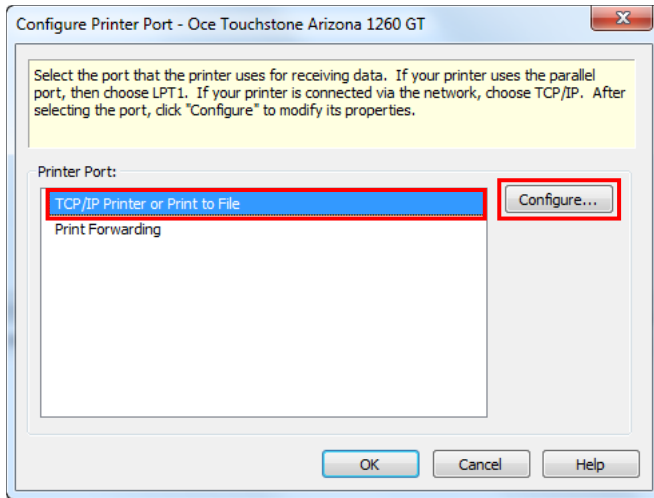 Configure Printer Port - Oce Touchstone Arizona 1260 GT
Select the port that the printer uses for receiving data.  If your printer uses the parallel
port, then choose LPT1.  If your printer is connected via the network, choose TCP/IP.  After
selecting the port, click "Configure" to modify its properties.
Printer Port:
TCP/IP Printer or Print to File
Configure...
Print Forwarding
OK
Cancel
Help